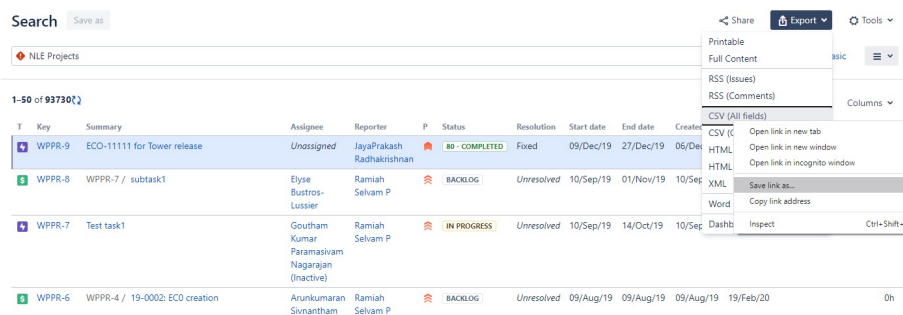 Search Save as Share Export Tools
NLE Projects asic
Printable
Full Content
RSS (Issues)
RSS (Comments)
1–50 of 93730 Columns
CSV (All fields)
T Key Summary Assignee Reporter P Status Resolution Start date End date Created
CSV (C
Open link in new tab
WPPR-9 ECO-11111 for Tower release Unassigned JayaPrakash Radhakrishnan 80 - COMPLETED Fixed 09/Dec/19 27/Dec/19 06/Dec
HTML
Open link in new window
HTML
Open link in incognito window
WPPR-8 WPPR-7 / subtask1 Elyse Bustros-Lussier Ramiah Selvam P BACKLOG Unresolved 10/Sep/19 01/Nov/19 10/Sep
XML
Save link as...
Copy link address
Word
WPPR-7 Test task1 Goutham Kumar Paramasivam Nagarajan (Inactive) Ramiah Selvam P IN PROGRESS Unresolved 10/Sep/19 14/Oct/19 10/Sep
Dashb
Inspect Ctrl+Shift+
WPPR-6 WPPR-4 / 19-0002: EC0 creation Arunkumaran Sivnantham Ramiah Selvam P BACKLOG Unresolved 09/Aug/19 09/Aug/19 09/Aug/19 19/Feb/20 0h